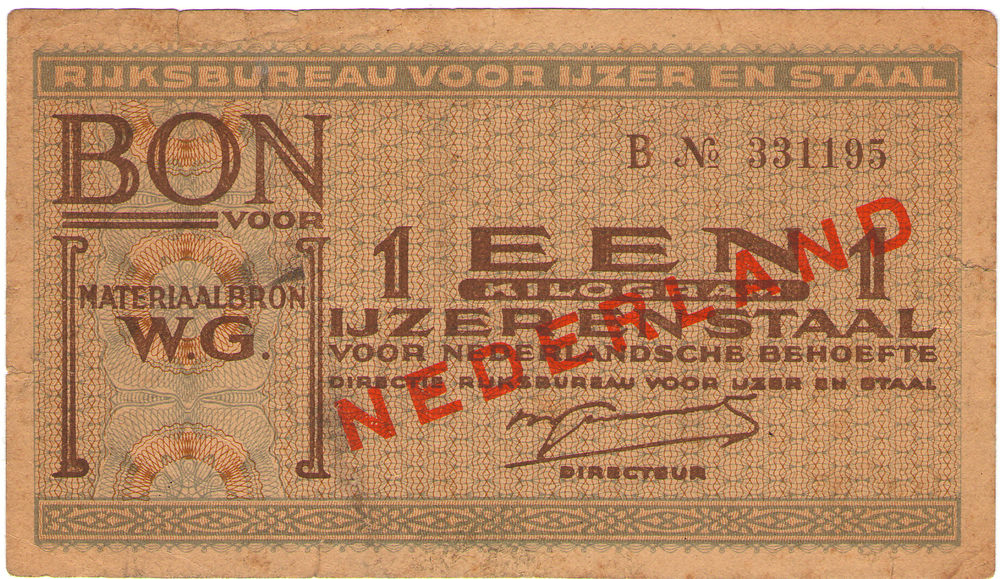 RIJKSBUREAU VOOR IJZER EN STAAL
BON
VOOR
MATERIAALBRON
W.G.
B № 331195
1 EEN 1
KILOGRAM
IJZER EN STAAL
VOOR NEDERLANDSCHE BEHOEFTE
DIRECTIE RIJKSBUREAU VOOR IJZER EN STAAL
DIRECTEUR
NEDERLAND